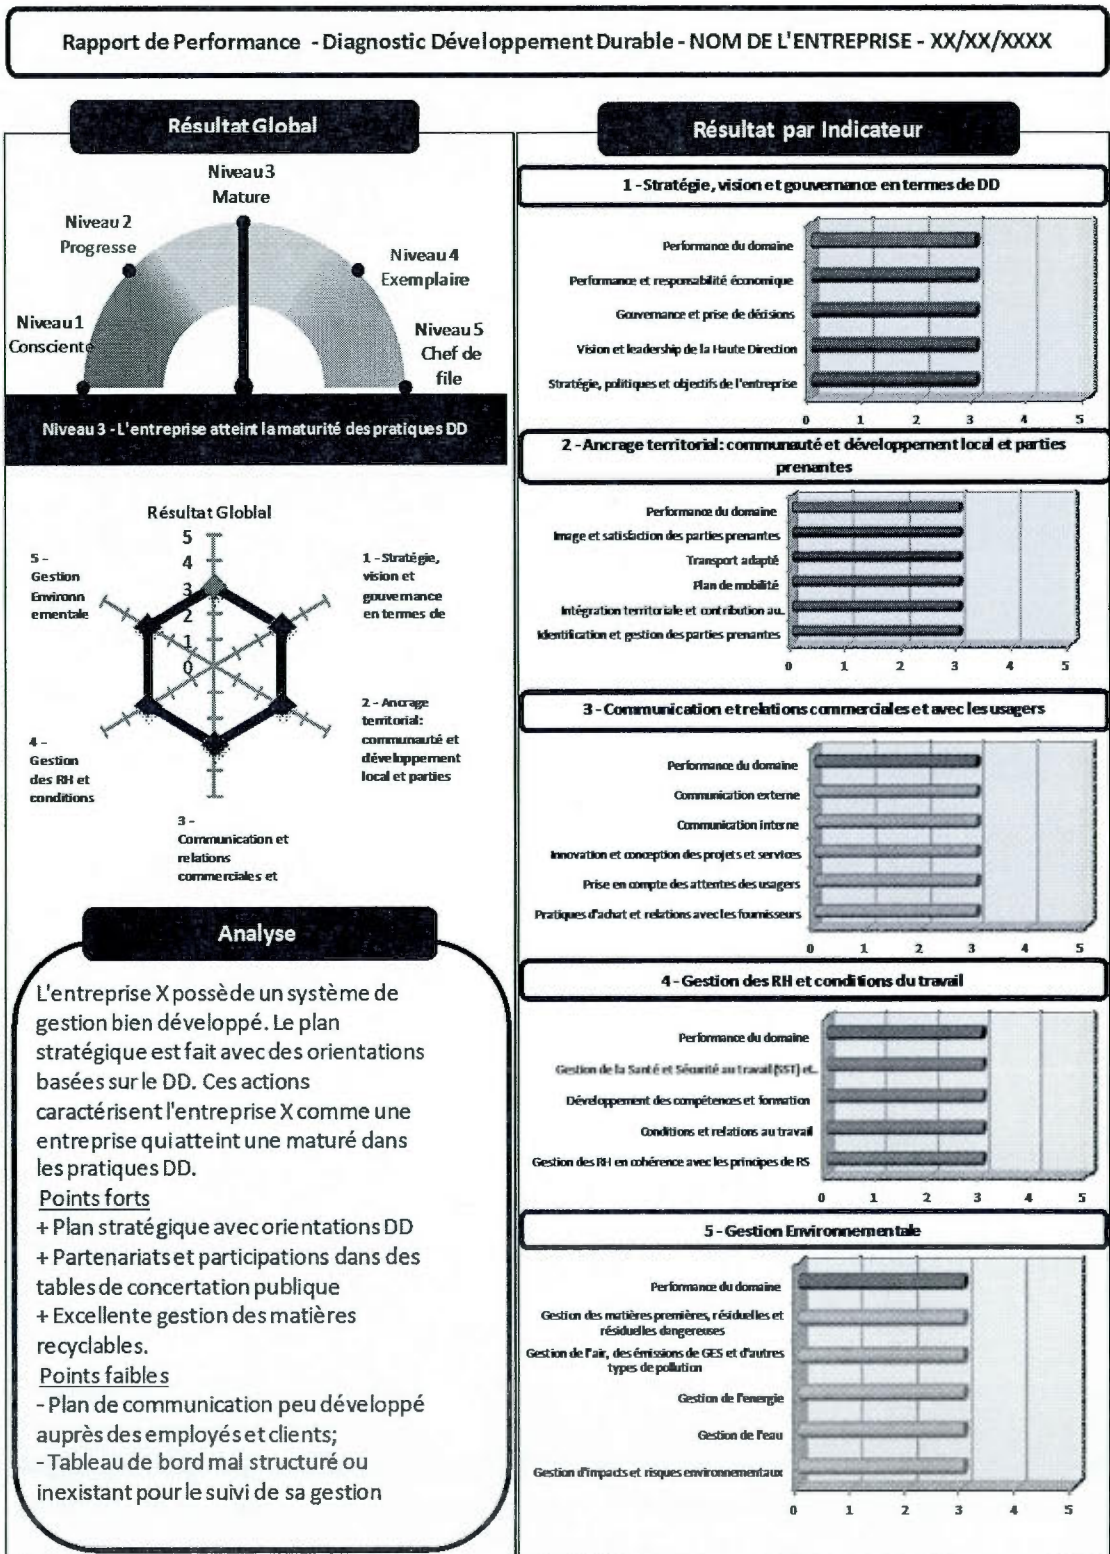 Rapport de Performance - Diagnostic Développement Durable - NOM DE L'ENTREPRISE - XX/XX/XXXX
Résultat Global
Niveau 3
Mature
Niveau 2
Progresse
Niveau 4
Exemplaire
Niveau 1
Consciente
Niveau 5
Chef de
file
Niveau 3 - L'entreprise atteint la maturité des pratiques DD
Résultat Globlal
5
4
3
2
1
0
5 -
Gestion
Environn
ementale
1 - Stratégie,
vision et
gouvernance
en termes de
4 -
Gestion
des RH et
conditions
2 - Ancrage
territorial:
communauté et
développement
local et parties
3 -
Communication et
relations
commerciales et
Analyse
L'entreprise X possède un système de
gestion bien développé. Le plan
stratégique est fait avec des orientations
basées sur le DD. Ces actions
caractérisent l'entreprise X comme une
entreprise qui atteint une maturé dans
les pratiques DD.
Points forts
+ Plan stratégique avec orientations DD
+ Partenariats et participations dans des
tables de concertation publique
+ Excellente gestion des matières
recyclables.
Points faibles
- Plan de communication peu développé
auprès des employés et clients;
- Tableau de bord mal structuré ou
inexistant pour le suivi de sa gestion
Résultat par Indicateur
1 - Stratégie, vision et gouvernance en termes de DD
Performance du domaine
Performance et responsabilité économique
Gouvernance et prise de décisions
Vision et leadership de la Haute Direction
Stratégie, politiques et objectifs de l'entreprise
0 1 2 3 4 5
2 - Ancrage territorial: communauté et développement local et parties
prenantes
Performance du domaine
Image et satisfaction des parties prenantes
Transport adapté
Plan de mobilité
Intégration territoriale et contribution au..
Identification et gestion des parties prenantes
0 1 2 3 4 5
3 - Communication et relations commerciales et avec les usagers
Performance du domaine
Communication externe
Communication interne
Innovation et conception des projets et services
Prise en compte des attentes des usagers
Pratiques d'achat et relations avec les fournisseurs
0 1 2 3 4 5
4 - Gestion des RH et conditions du travail
Performance du domaine
Gestion de la Santé et Sécurité au travail (SST) et..
Développement des compétences et formation
Conditions et relations au travail
Gestion des RH en cohérence avec les principes de RS
0 1 2 3 4 5
5 - Gestion Environnementale
Performance du domaine
Gestion des matières premières, résiduelles et
résiduelles dangereuses
Gestion de l'air, des émissions de GES et d'autres
types de pollution
Gestion de l'energie
Gestion de l'eau
Gestion d'impacts et risques environnementaux
0 1 2 3 4 5